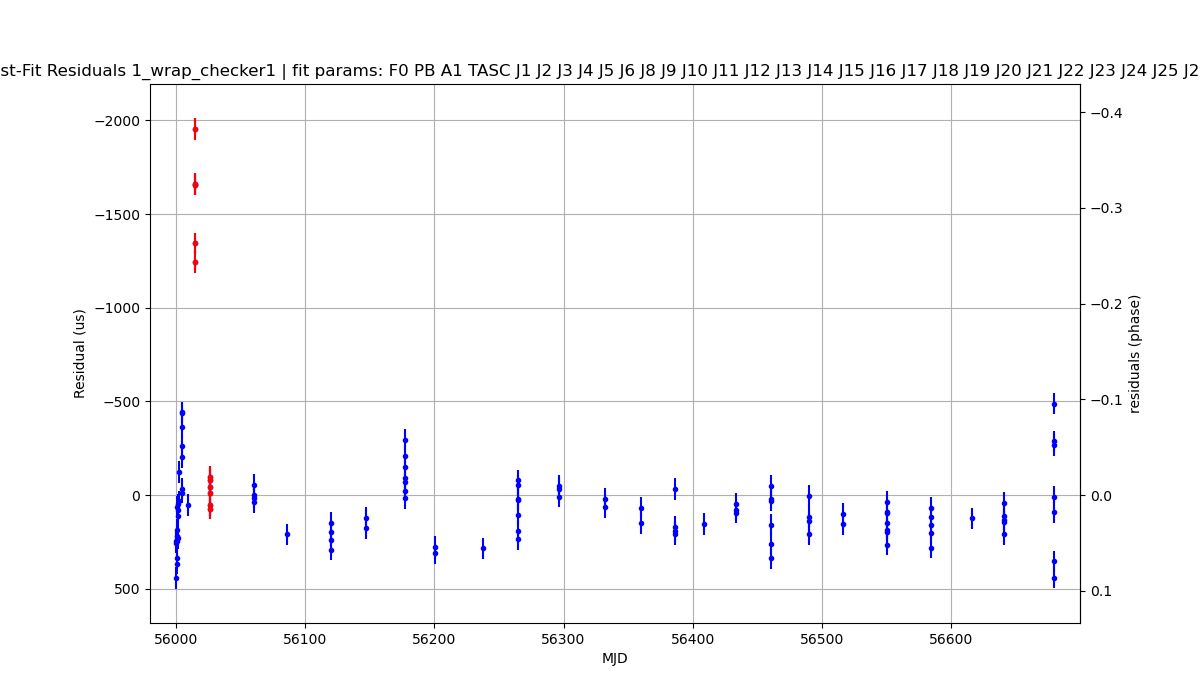 st-Fit Residuals 1_wrap_checker1 | fit params: F0 PB A1 TASC J1 J2 J3 J4 J5 J6 J8 J9 J10 J11 J12 J13 J14 J15 J16 J17 J18 J19 J20 J21 J22 J23 J24 J25 J2
−2000
−1500
−1000
−500
0
500
Residual (us)
−0.4
−0.3
−0.2
−0.1
0.0
0.1
residuals (phase)
56000 56100 56200 56300 56400 56500 56600
MJD